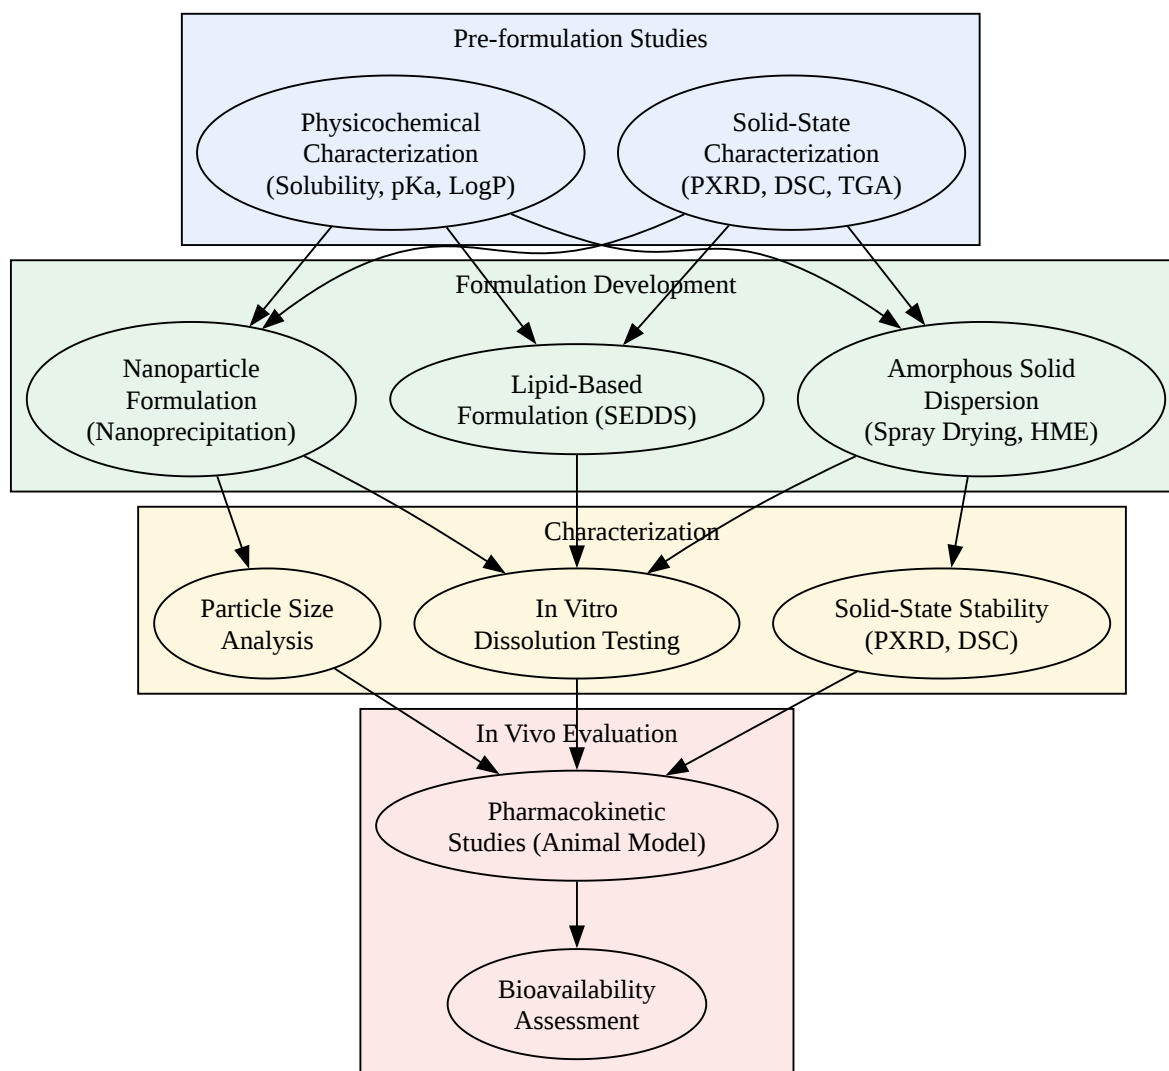 Pre-formulation Studies
Physicochemical
Characterization
(Solubility, pKa, LogP)
Solid-State
Characterization
(PXRD, DSC, TGA)
Formulation Development
Nanoparticle
Formulation
(Nanoprecipitation)
Lipid-Based
Formulation (SEDDS)
Amorphous Solid
Dispersion
(Spray Drying, HME)
Characterization
Particle Size
Analysis
In Vitro
Dissolution Testing
Solid-State Stability
(PXRD, DSC)
In Vivo Evaluation
Pharmacokinetic
Studies (Animal Model)
Bioavailability
Assessment